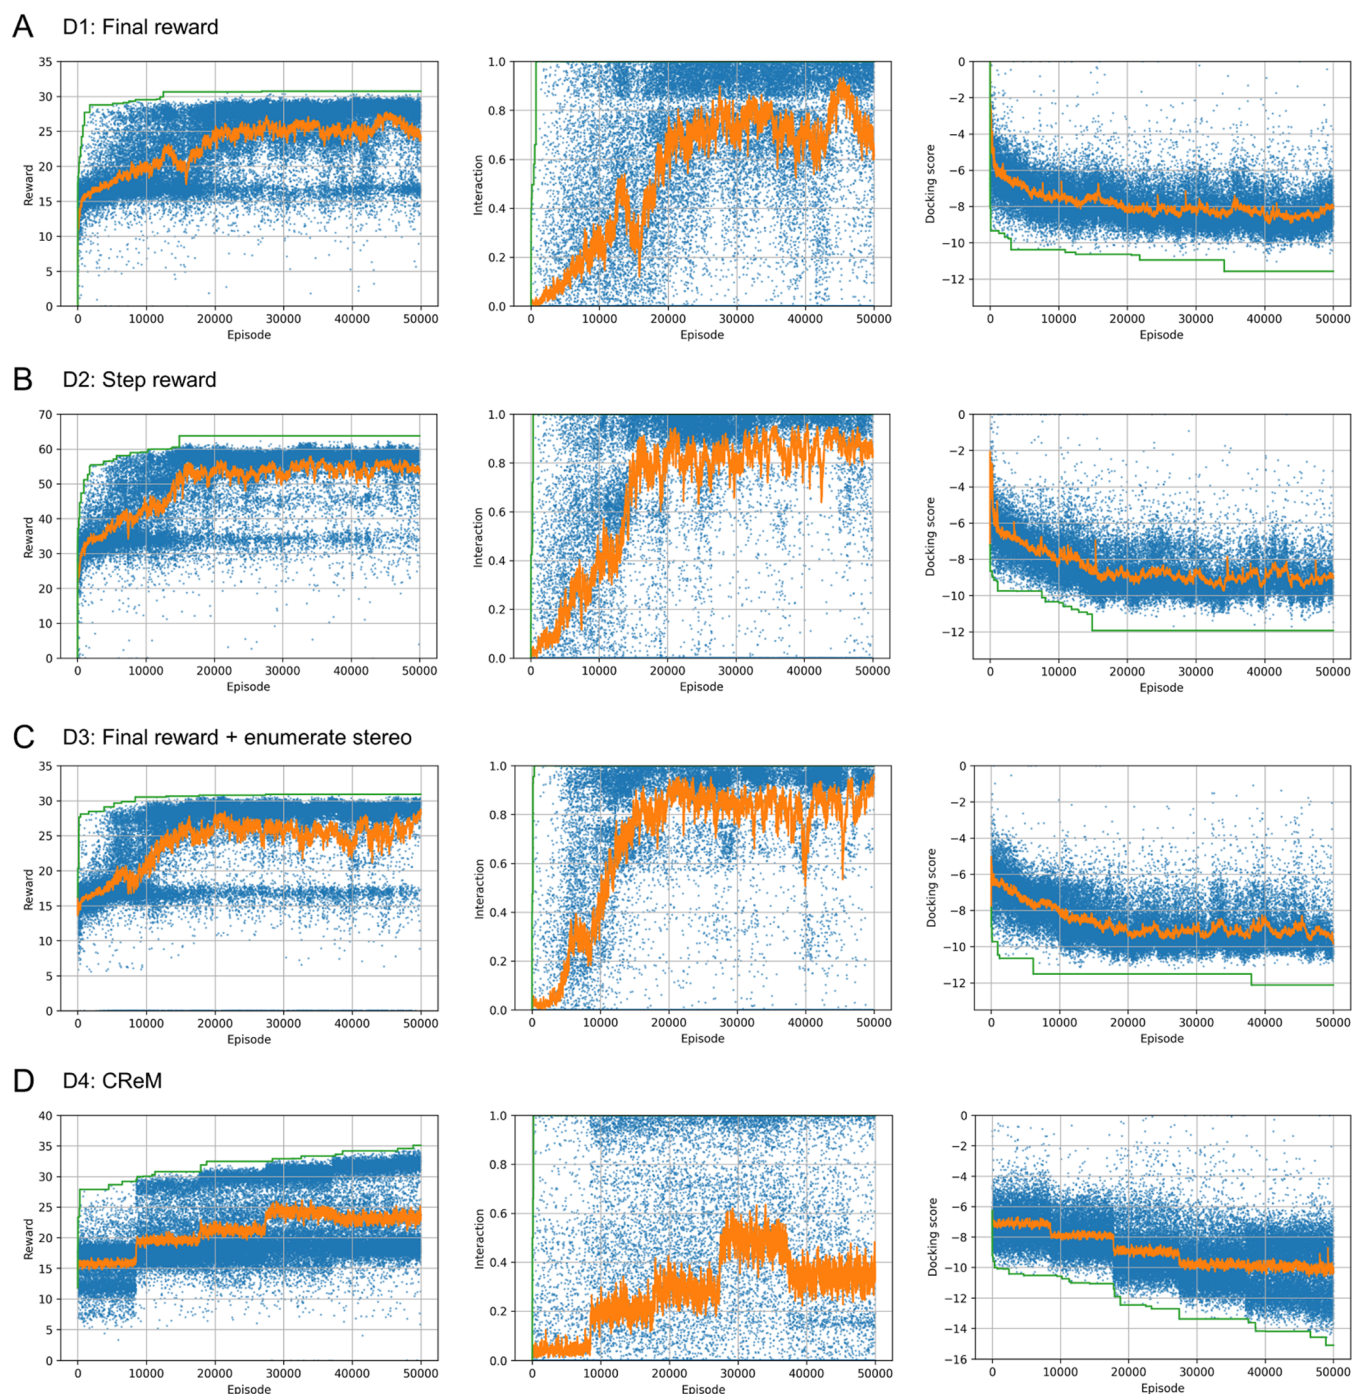 A D1: Final reward
35
30
25
20
15
10
5
0
Reward
0 10000 20000 30000 40000 50000
Episode
1.0
0.8
0.6
0.4
0.2
0.0
Interaction
0 10000 20000 30000 40000 50000
Episode
0
−2
−4
−6
−8
−10
−12
Docking score
0 10000 20000 30000 40000 50000
Episode
B D2: Step reward
70
60
50
40
30
20
10
0
Reward
0 10000 20000 30000 40000 50000
Episode
1.0
0.8
0.6
0.4
0.2
0.0
Interaction
0 10000 20000 30000 40000 50000
Episode
0
−2
−4
−6
−8
−10
−12
Docking score
0 10000 20000 30000 40000 50000
Episode
C D3: Final reward + enumerate stereo
35
30
25
20
15
10
5
0
Reward
0 10000 20000 30000 40000 50000
Episode
1.0
0.8
0.6
0.4
0.2
0.0
Interaction
0 10000 20000 30000 40000 50000
Episode
0
−2
−4
−6
−8
−10
−12
Docking score
0 10000 20000 30000 40000 50000
Episode
D D4: CReM
40
35
30
25
20
15
10
5
0
Reward
0 10000 20000 30000 40000 50000
Episode
1.0
0.8
0.6
0.4
0.2
0.0
Interaction
0 10000 20000 30000 40000 50000
Episode
0
−2
−4
−6
−8
−10
−12
−14
−16
Docking score
0 10000 20000 30000 40000 50000
Episode